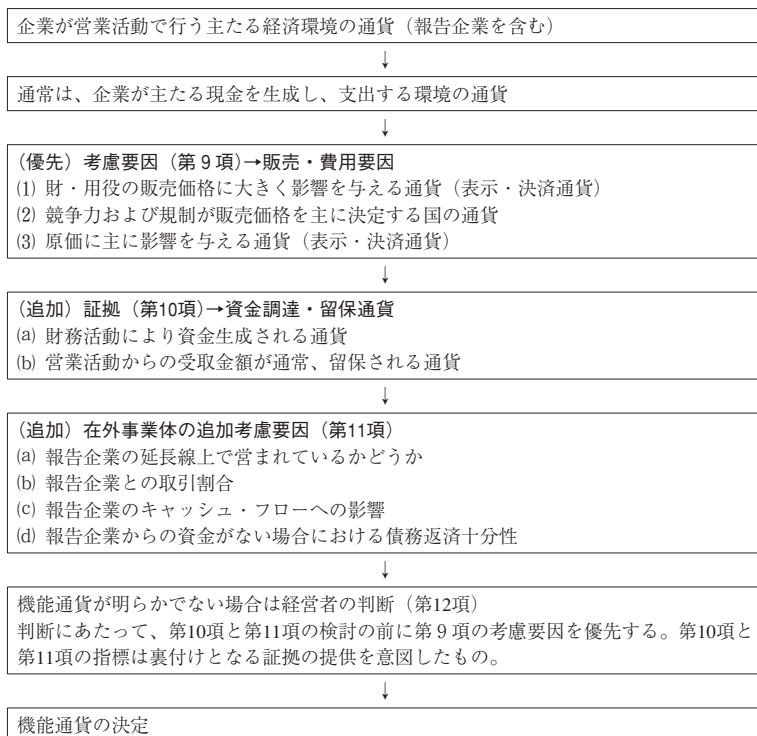 企業が営業活動で行う主たる経済環境の通貨（報告企業を含む）
↓
通常は、企業が主たる現金を生成し、支出する環境の通貨
↓
（優先）考慮要因（第９項）→販売・費用要因
⑴ 財・用役の販売価格に大きく影響を与える通貨（表示・決済通貨）
⑵ 競争力および規制が販売価格を主に決定する国の通貨
⑶ 原価に主に影響を与える通貨（表示・決済通貨）
↓
（追加）証拠（第10項）→資金調達・留保通貨
(a) 財務活動により資金生成される通貨
(b) 営業活動からの受取金額が通常、留保される通貨
↓
（追加）在外事業体の追加考慮要因（第11項）
(a) 報告企業の延長線上で営まれているかどうか
(b) 報告企業との取引割合
(c) 報告企業のキャッシュ・フローへの影響
(d) 報告企業からの資金がない場合における債務返済十分性
↓
機能通貨が明らかでない場合は経営者の判断（第12項）
判断にあたって、第10項と第11項の検討の前に第９項の考慮要因を優先する。第10項と
第11項の指標は裏付けとなる証拠の提供を意図したもの。
↓
機能通貨の決定